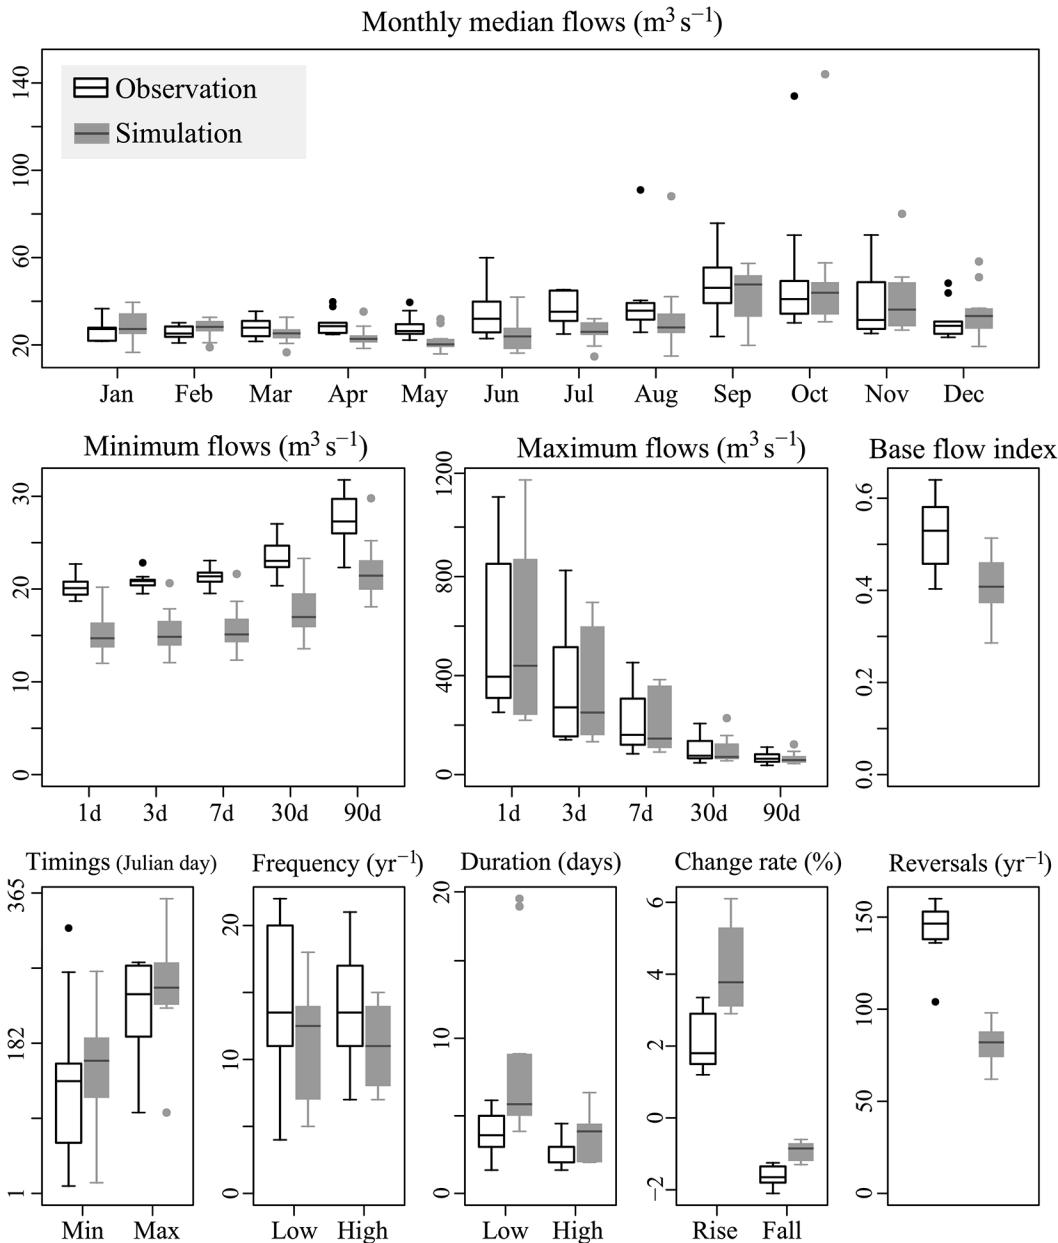 Monthly median flows (m³ s⁻¹)
140
100
60
20
Observation
Simulation
Jan Feb Mar Apr May Jun Jul Aug Sep Oct Nov Dec
Minimum flows (m³ s⁻¹)
30
20
10
0
1d 3d 7d 30d 90d
Maximum flows (m³ s⁻¹)
1200
800
400
0
1d 3d 7d 30d 90d
Base flow index
0.6
0.4
0.2
0.0
Timings (Julian day)
365
182
1
Min Max
Frequency (yr⁻¹)
20
10
0
Low High
Duration (days)
20
10
0
Low High
Change rate (%)
6
4
2
0
−2
Rise Fall
Reversals (yr⁻¹)
150
100
50
0